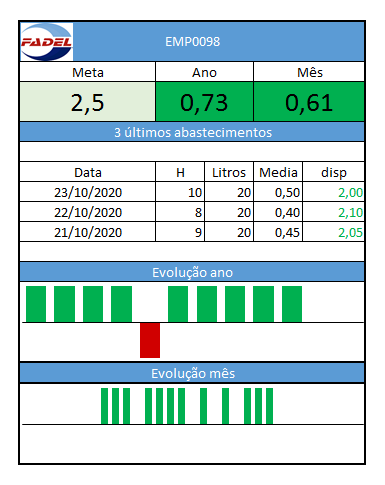 FADEL
EMP0098
Meta Ano Mês
2,5 0,73 0,61
3 últimos abastecimentos
Data H Litros Media disp
23/10/2020 10 20 0,50 2,00
22/10/2020 8 20 0,40 2,10
21/10/2020 9 20 0,45 2,05
Evolução ano
Evolução mês